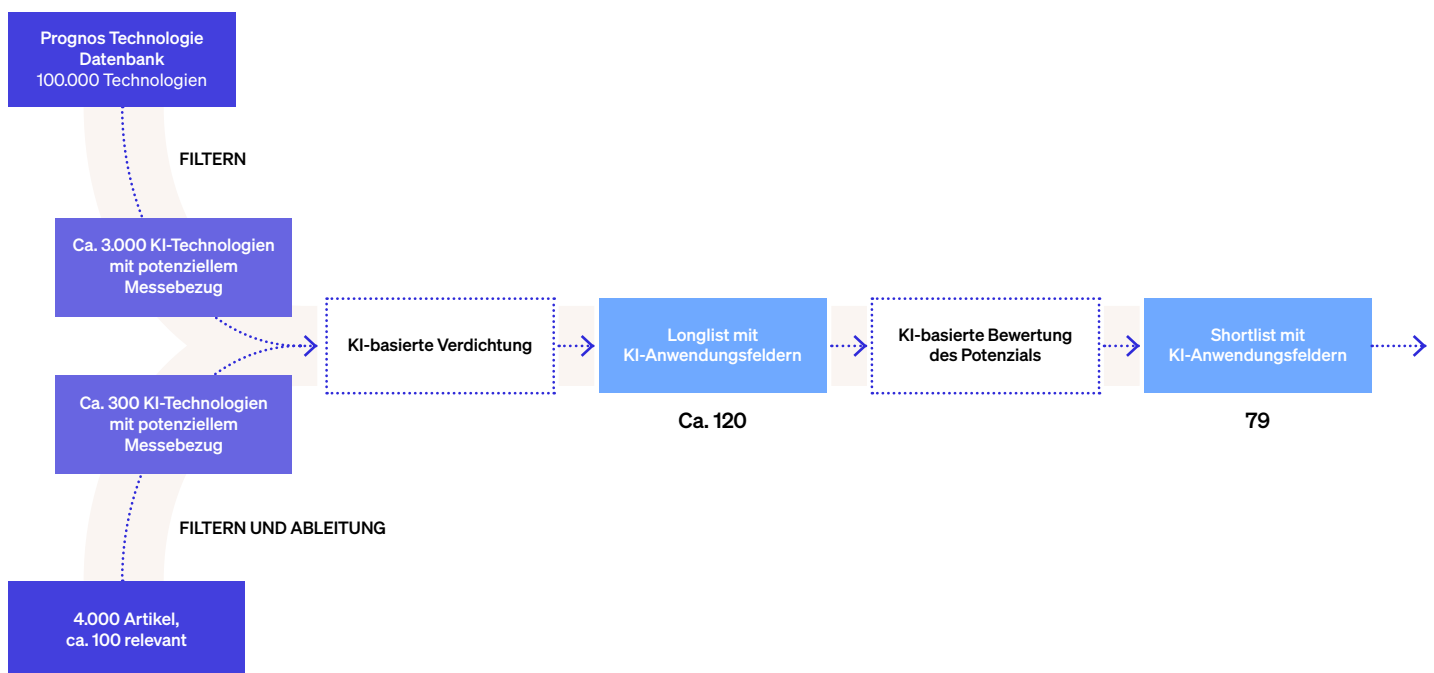 Prognos Technologie
Datenbank
100.000 Technologien
FILTERN
Ca. 3.000 KI-Technologien
mit potenziellem
Messebezug
Ca. 300 KI-Technologien
mit potenziellem
Messebezug
FILTERN UND ABLEITUNG
4.000 Artikel,
ca. 100 relevant
KI-basierte Verdichtung
Longlist mit
KI-Anwendungsfeldern
Ca. 120
KI-basierte Bewertung
des Potenzials
Shortlist mit
KI-Anwendungsfeldern
79